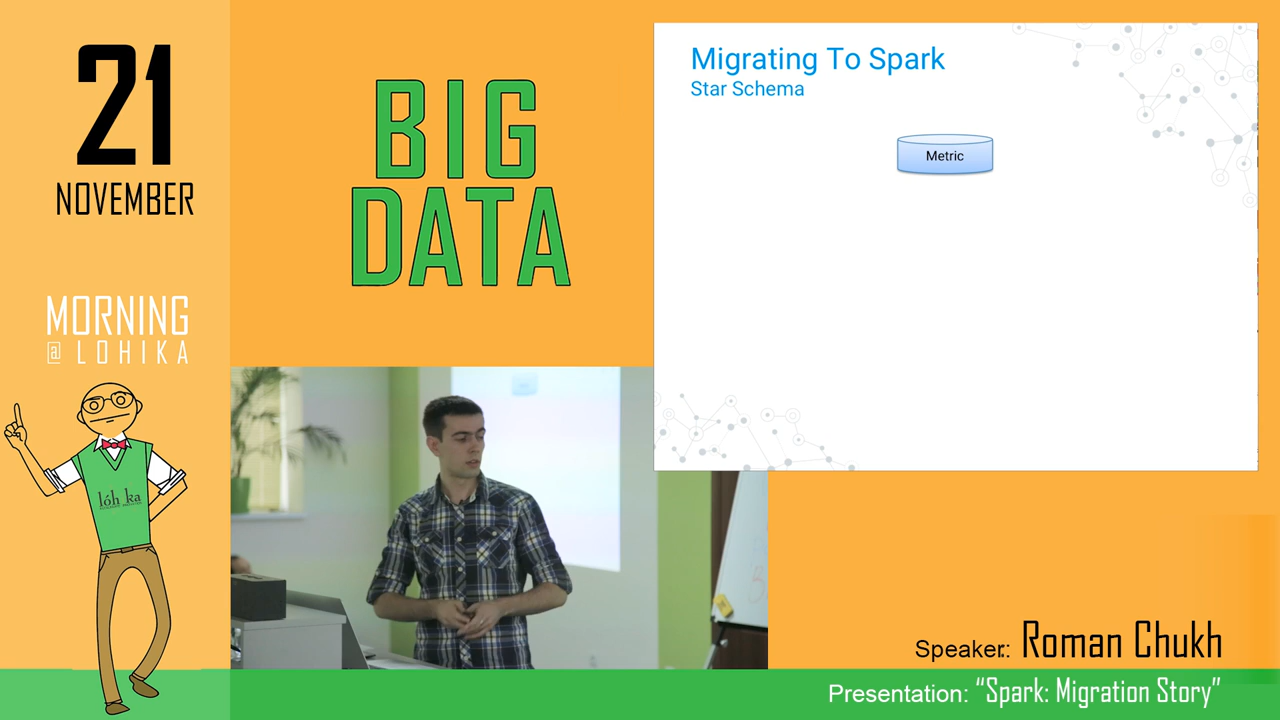 21
NOVEMBER
MORNING
@ LOHIKA
lóh ka
BIG
DATA
Migrating To Spark
Star Schema
Metric
Speaker: Roman Chukh
Presentation: “Spark: Migration Story”